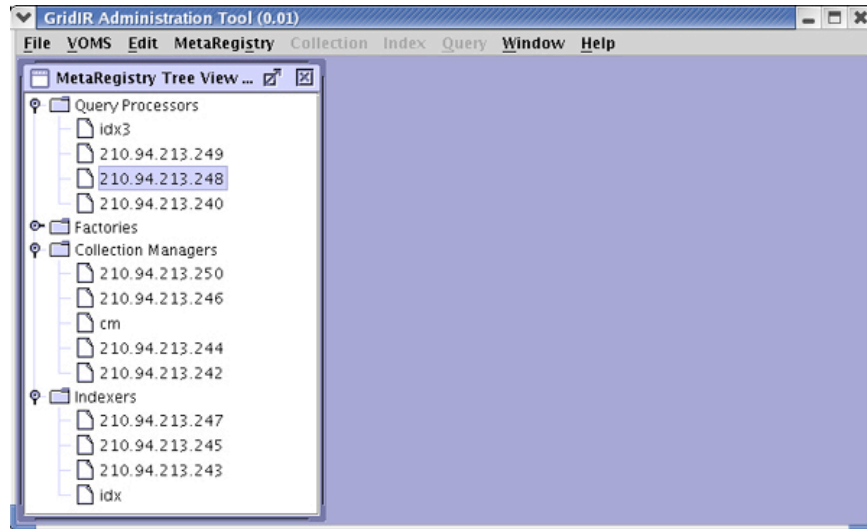 GridIR Administration Tool (0.01)
File VOMS Edit MetaRegistry Collection Index Query Window Help
MetaRegistry Tree View ...
Query Processors
idx3
210.94.213.249
210.94.213.248
210.94.213.240
Factories
Collection Managers
210.94.213.250
210.94.213.246
cm
210.94.213.244
210.94.213.242
Indexers
210.94.213.247
210.94.213.245
210.94.213.243
idx